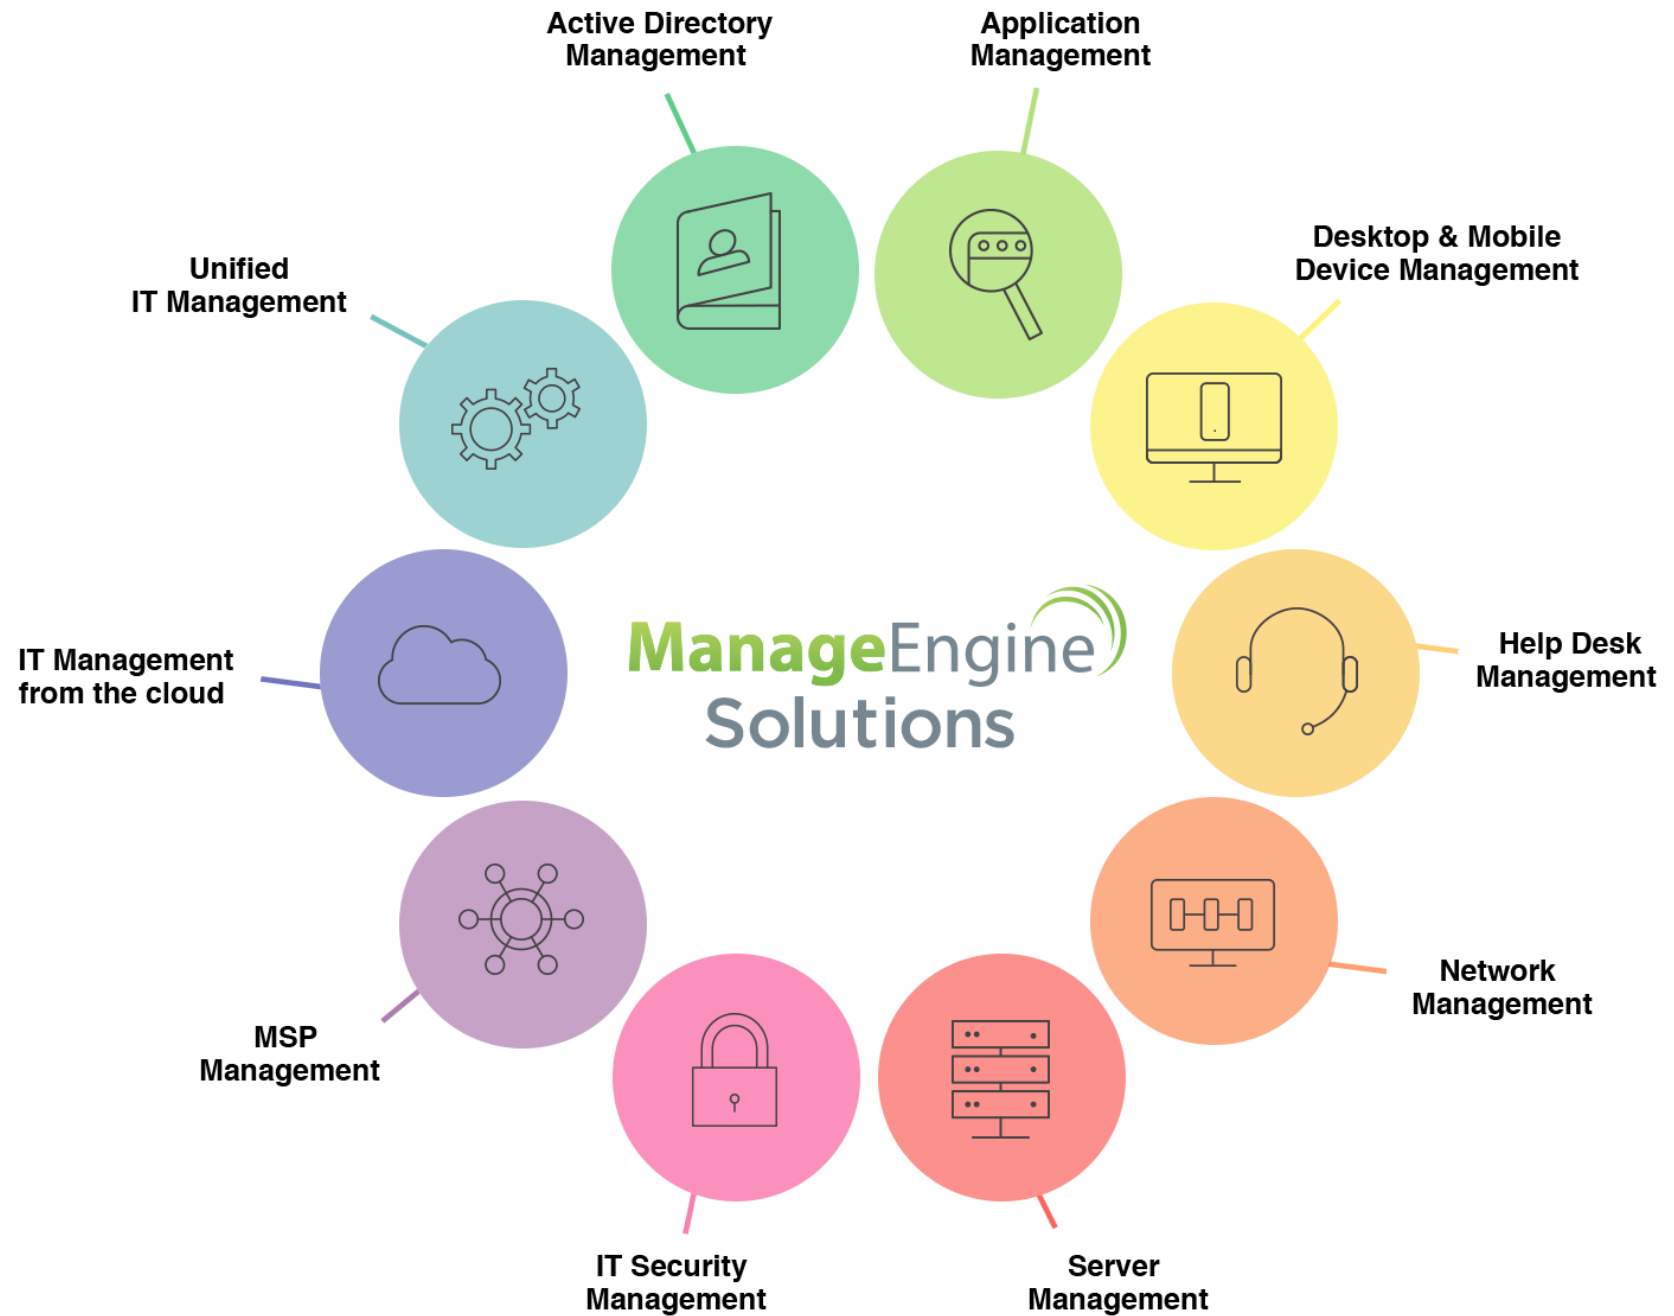 Active Directory
Management
Application
Management
Desktop & Mobile
Device Management
Unified
IT Management
ManageEngine
Solutions
Help Desk
Management
IT Management
from the cloud
Network
Management
MSP
Management
IT Security
Management
Server
Management